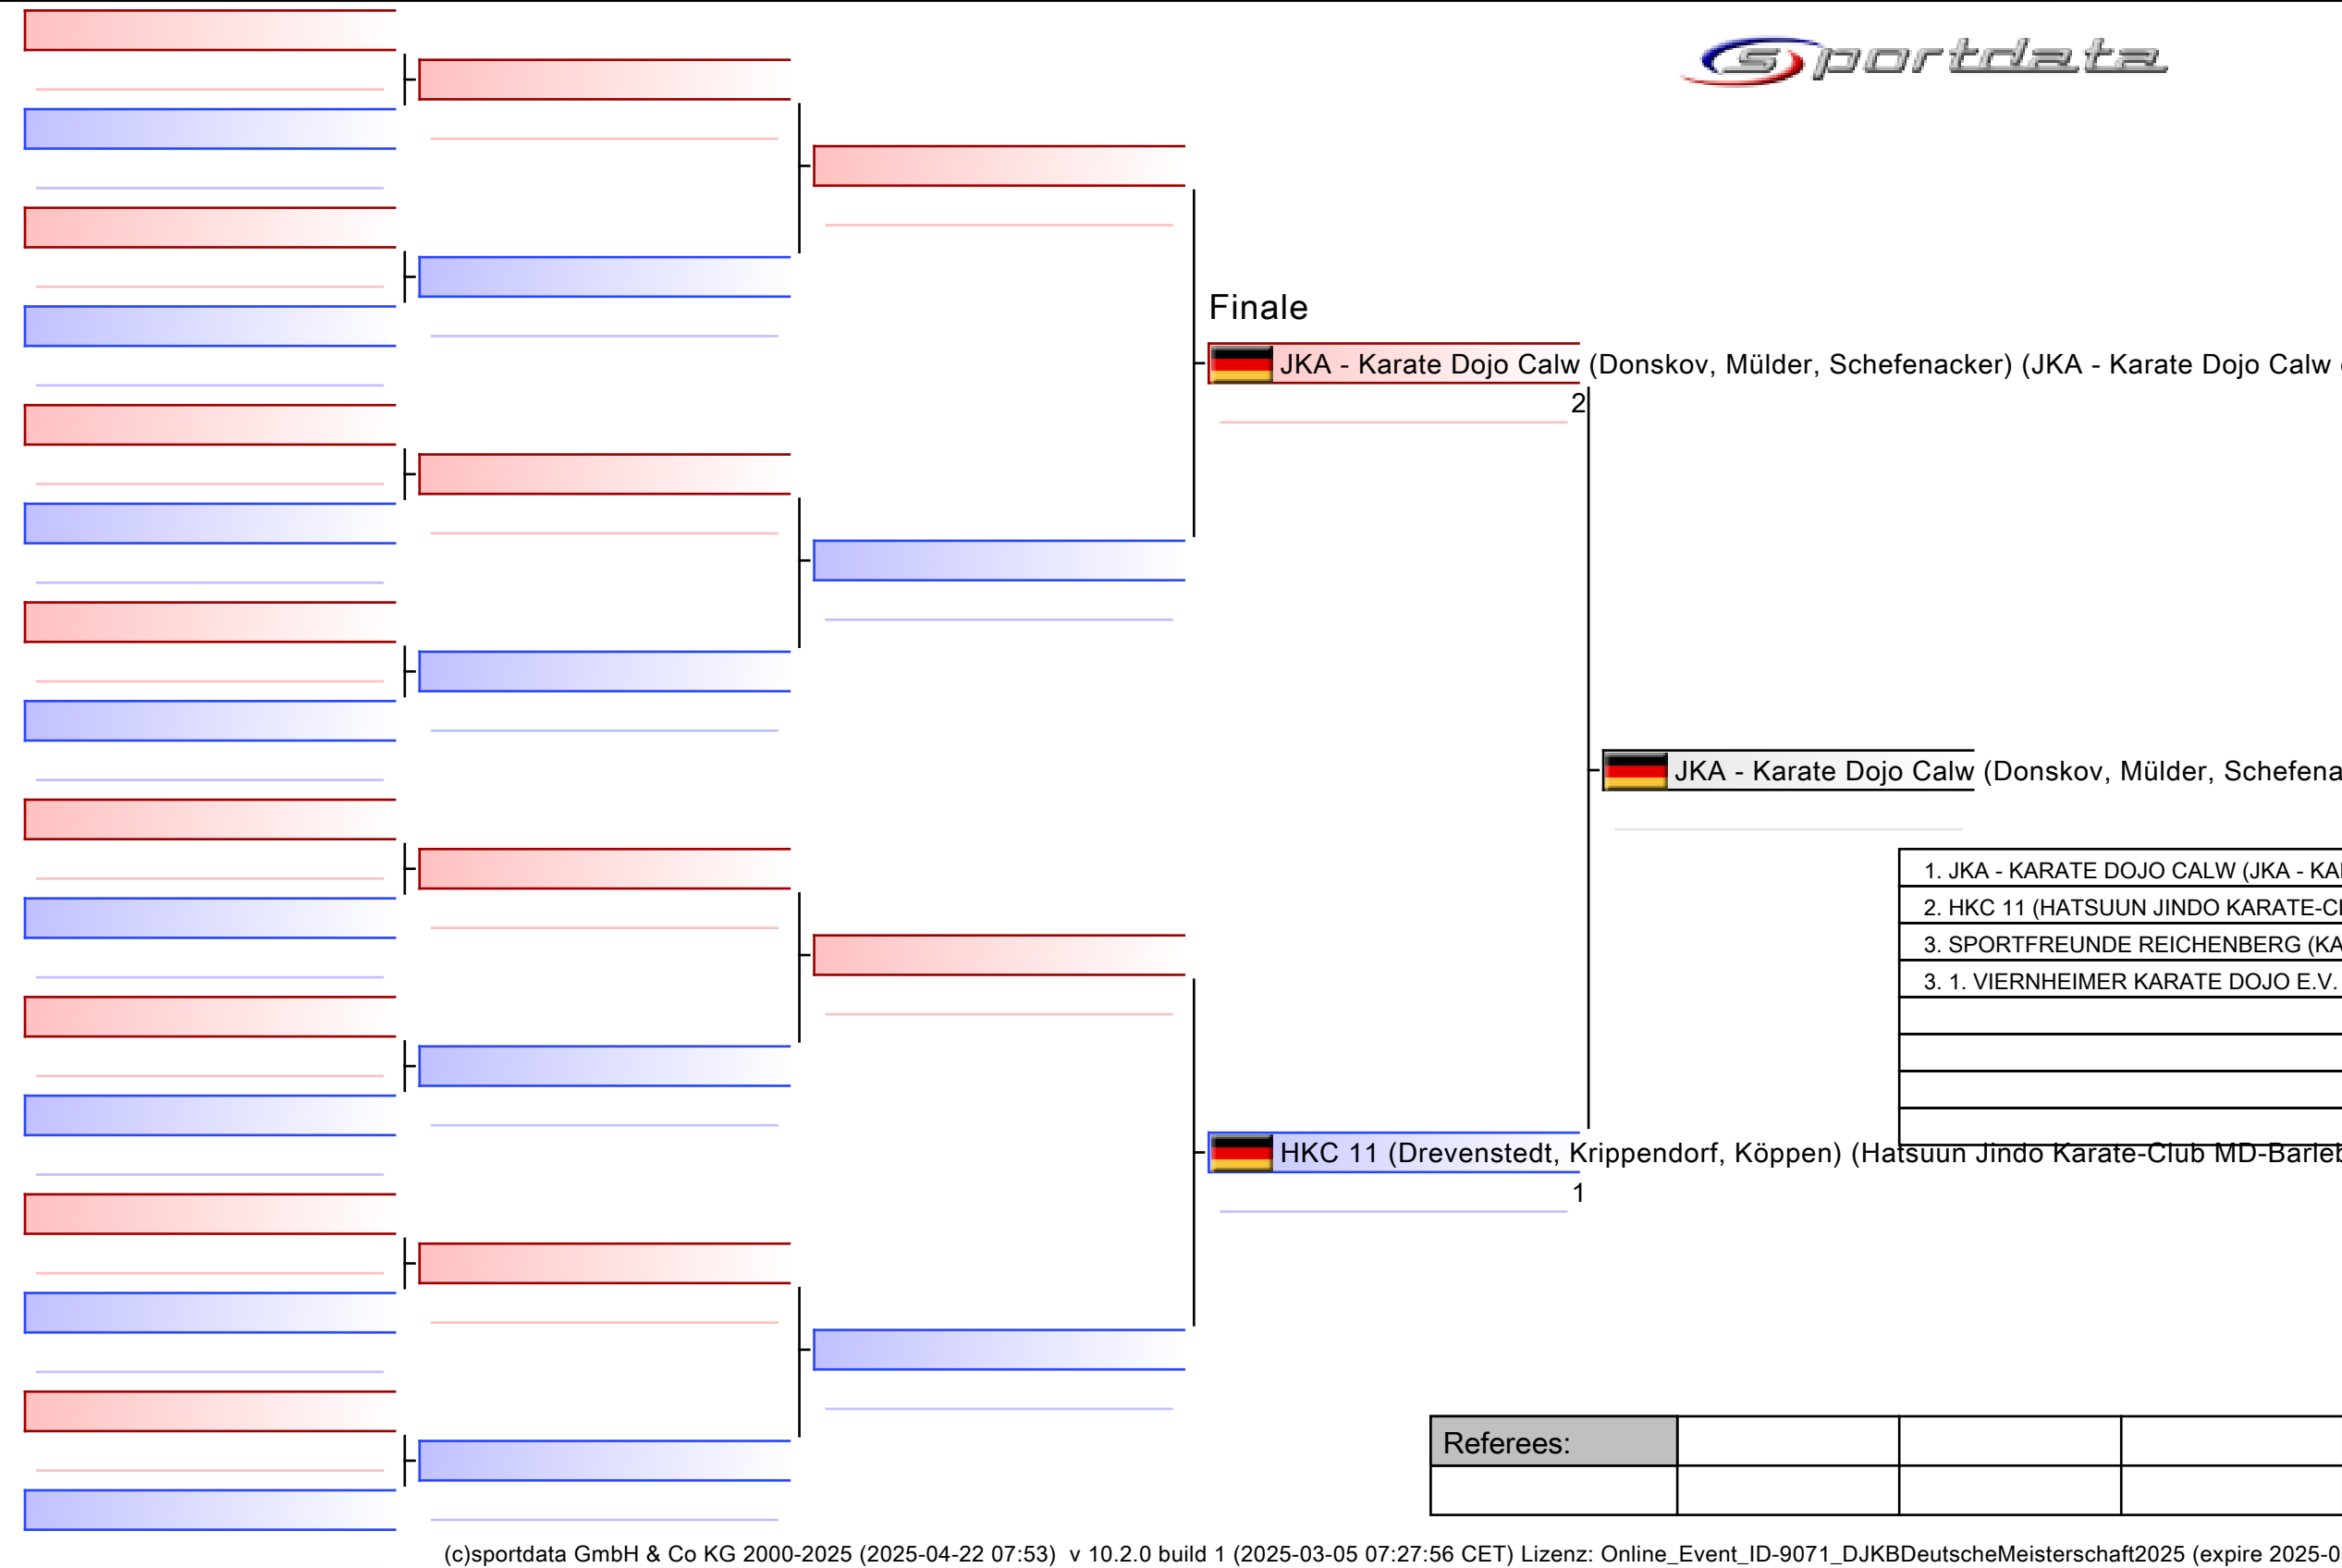 sportdata
Finale
JKA - Karate Dojo Calw (Donskov, Mülder, Schefenacker) (JKA - Karate Dojo Calw
2
JKA - Karate Dojo Calw (Donskov, Mülder, Schefena
1. JKA - KARATE DOJO CALW (JKA - KA
2. HKC 11 (HATSUUN JINDO KARATE-C
3. SPORTFREUNDE REICHENBERG (KA
3. 1. VIERNHEIMER KARATE DOJO E.V.
HKC 11 (Drevenstedt, Krippendorf, Köppen) (Hatsuun Jindo Karate-Club MD-Barleb
1
Referees:
(c)sportdata GmbH & Co KG 2000-2025 (2025-04-22 07:53) v 10.2.0 build 1 (2025-03-05 07:27:56 CET) Lizenz: Online_Event_ID-9071_DJKBDeutscheMeisterschaft2025 (expire 2025-0